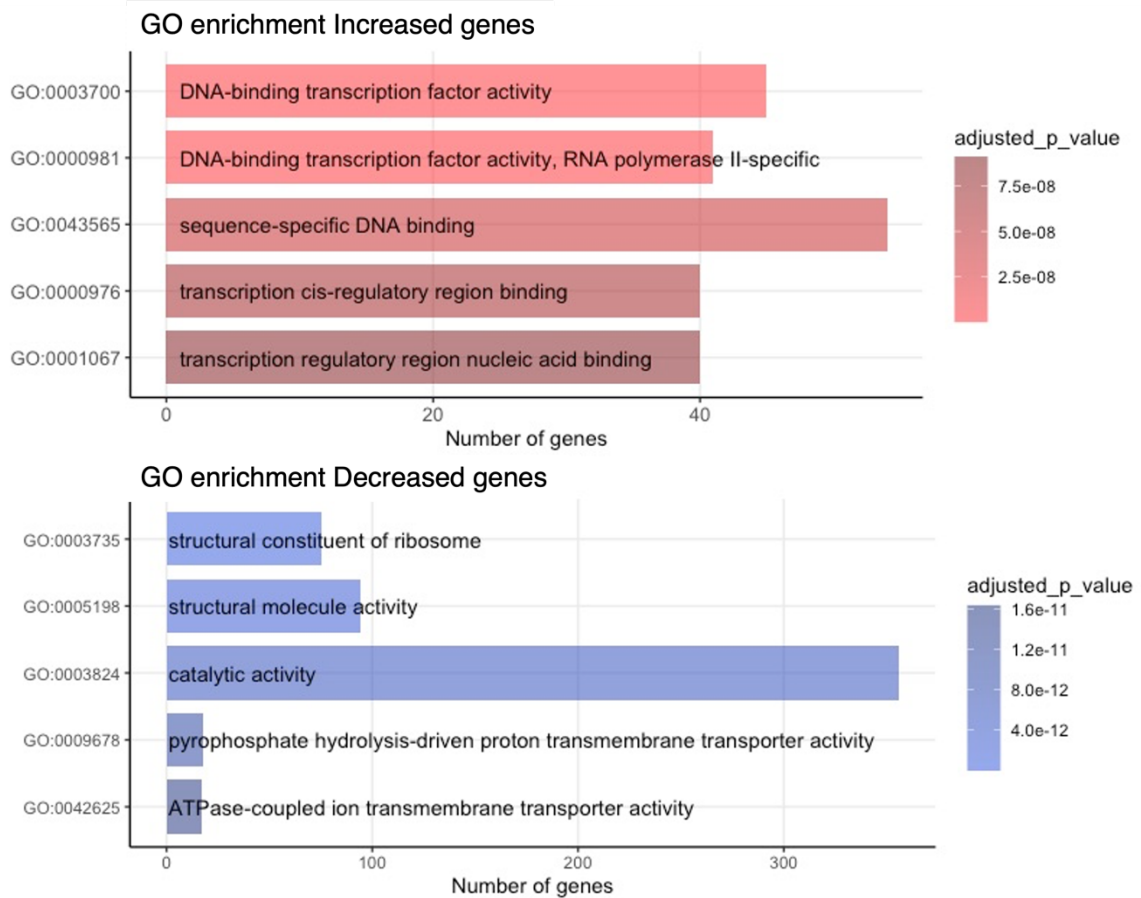 GO enrichment Increased genes
GO:0003700
DNA-binding transcription factor activity
GO:0000981
DNA-binding transcription factor activity, RNA polymerase II-specific
GO:0043565
sequence-specific DNA binding
GO:0000976
transcription cis-regulatory region binding
GO:0001067
transcription regulatory region nucleic acid binding
0 20 40
Number of genes
adjusted_p_value
7.5e-08
5.0e-08
2.5e-08
GO enrichment Decreased genes
GO:0003735
structural constituent of ribosome
GO:0005198
structural molecule activity
GO:0003824
catalytic activity
GO:0009678
pyrophosphate hydrolysis-driven proton transmembrane transporter activity
GO:0042625
ATPase-coupled ion transmembrane transporter activity
0 100 200 300
Number of genes
adjusted_p_value
1.6e-11
1.2e-11
8.0e-12
4.0e-12